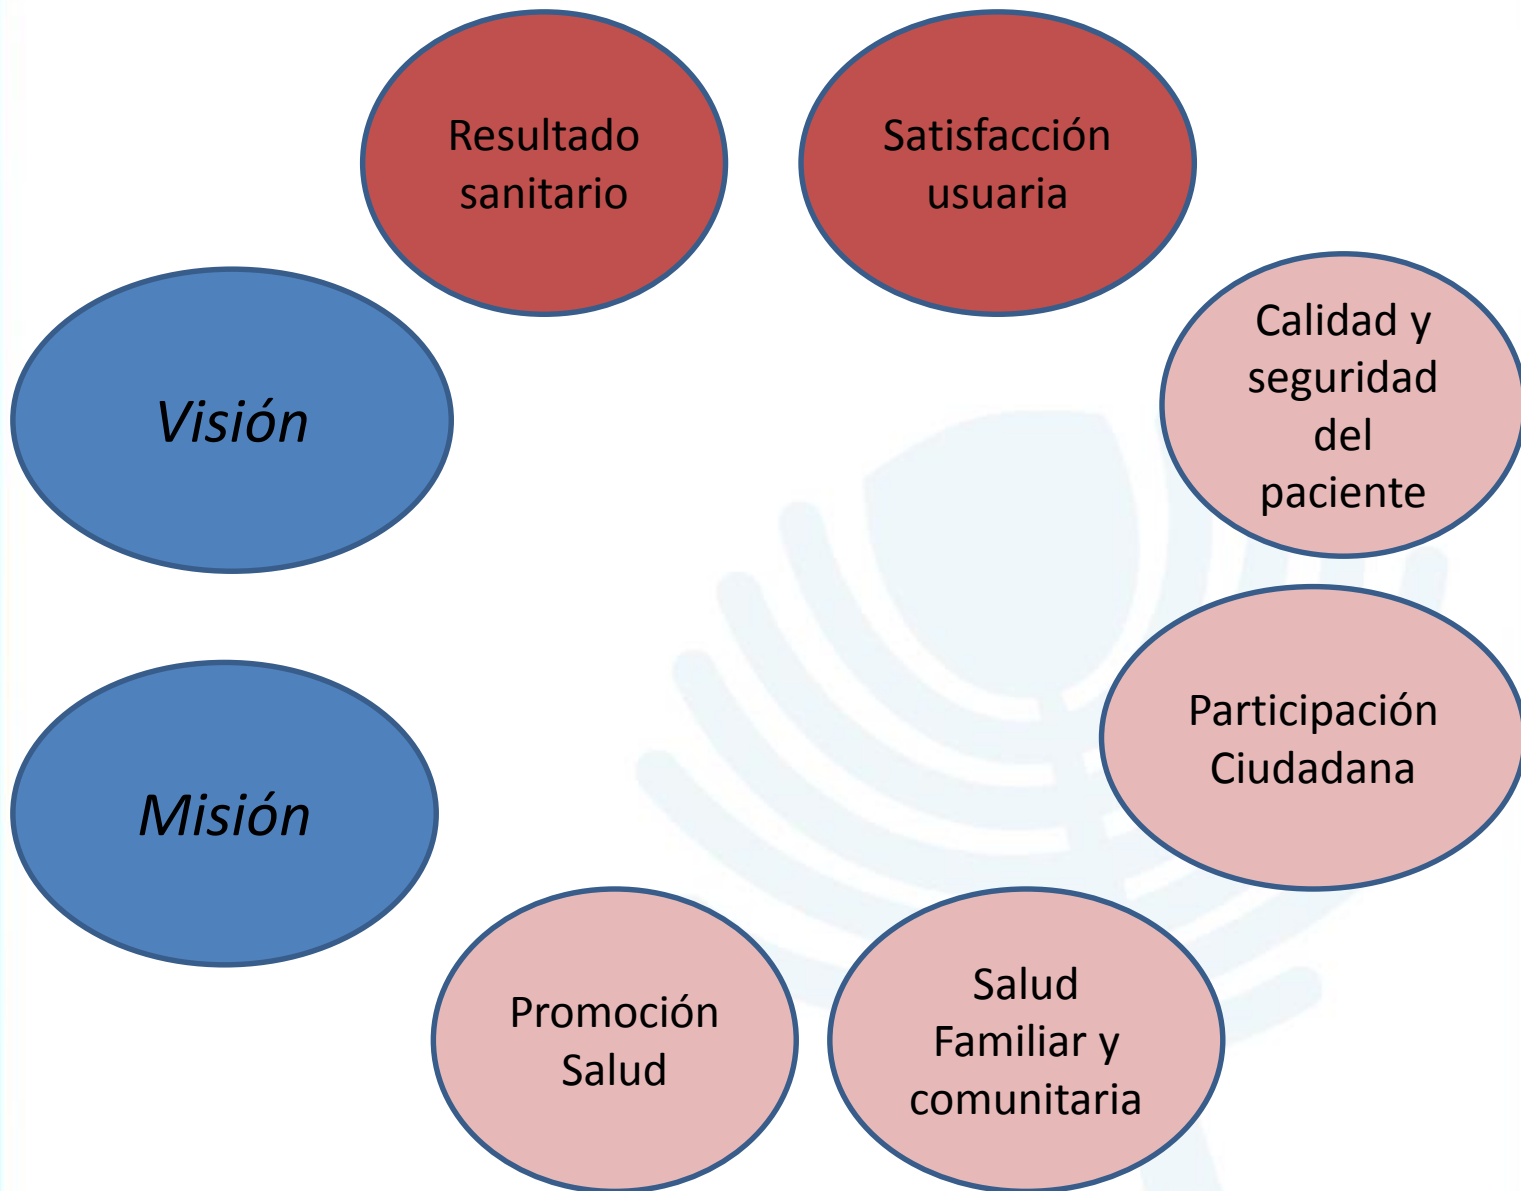 Resultado
sanitario
Satisfacción
usuaria
Visión
Calidad y
seguridad
del
paciente
Misión
Participación
Ciudadana
Promoción
Salud
Salud
Familiar y
comunitaria